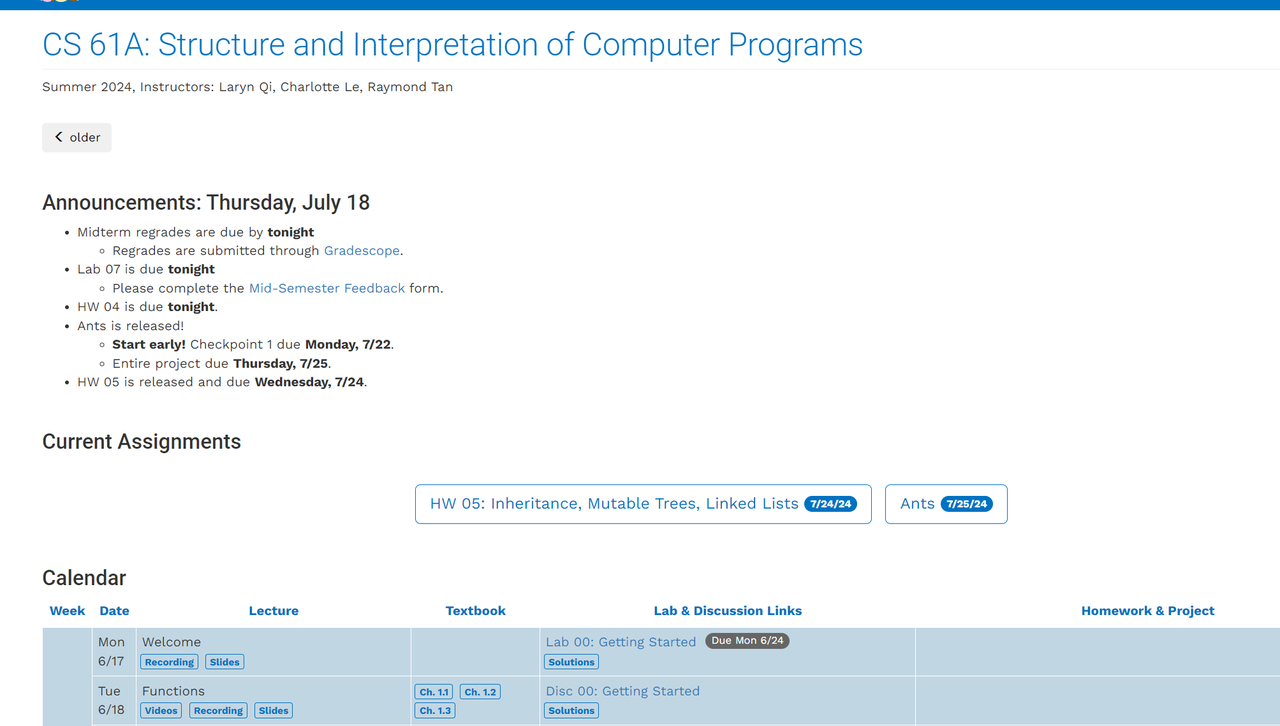 CS 61A: Structure and Interpretation of Computer Programs
Summer 2024, Instructors: Laryn Qi, Charlotte Le, Raymond Tan
older
Announcements: Thursday, July 18
Midterm regrades are due by tonight
Regrades are submitted through Gradescope.
Lab 07 is due tonight
Please complete the Mid-Semester Feedback form.
HW 04 is due tonight.
Ants is released!
Start early! Checkpoint 1 due Monday, 7/22.
Entire project due Thursday, 7/25.
HW 05 is released and due Wednesday, 7/24.
Current Assignments
HW 05: Inheritance, Mutable Trees, Linked Lists 7/24/24 Ants 7/25/24
Calendar
Week Date Lecture Textbook Lab & Discussion Links Homework & Project
Mon Welcome Lab 00: Getting Started Due Mon 6/24
6/17 Recording Slides Solutions
Tue Functions Ch. 1.1 Ch. 1.2 Disc 00: Getting Started
6/18 Videos Recording Slides Ch. 1.3 Solutions